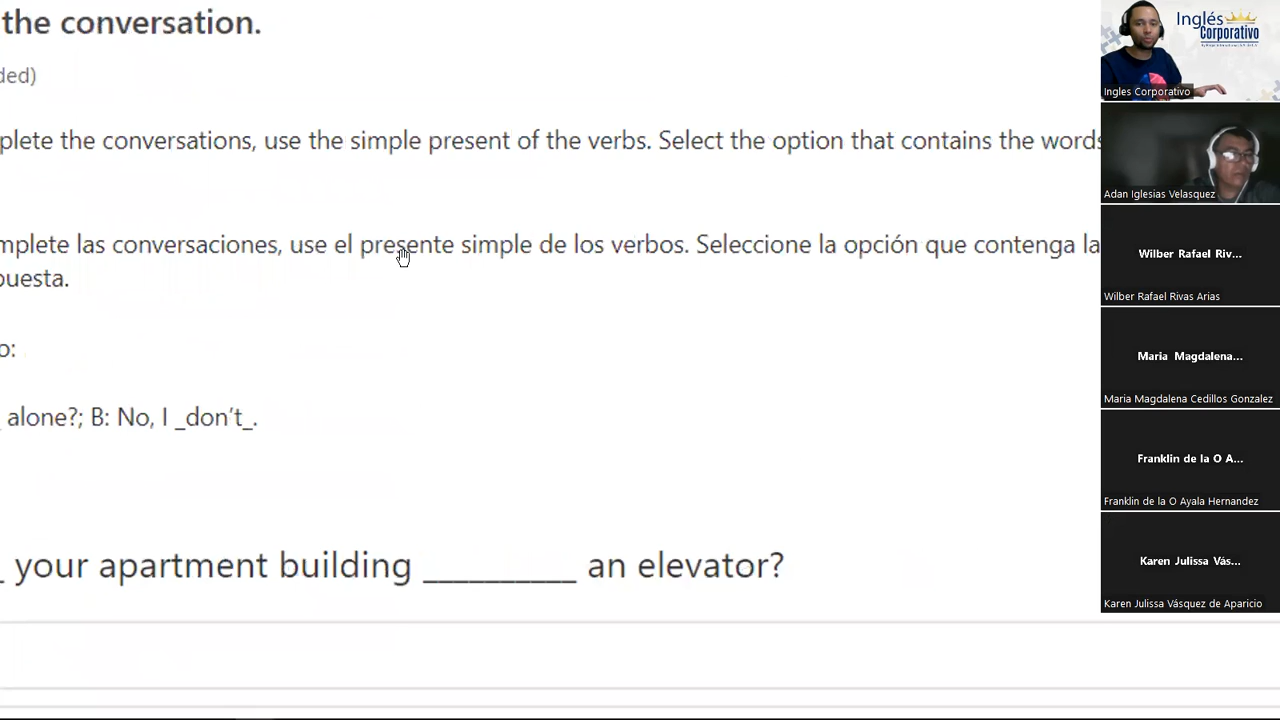 the conversation.
ded)
plete the conversations, use the simple present of the verbs. Select the option that contains the words
mplete las conversaciones, use el presente simple de los verbos. Seleccione la opción que contenga la
puesta.
o:
alone?; B: No, I _don't_.
_ your apartment building __________ an elevator?
Inglés
Corporativo
Ingles Corporativo
Adan Iglesias Velasquez
Wilber Rafael Riv...
Wilber Rafael Rivas Arias
Maria Magdalena...
Maria Magdalena Cedillos Gonzalez
Franklin de la O A...
Franklin de la O Ayala Hernandez
Karen Julissa Vás...
Karen Julissa Vásquez de Aparicio